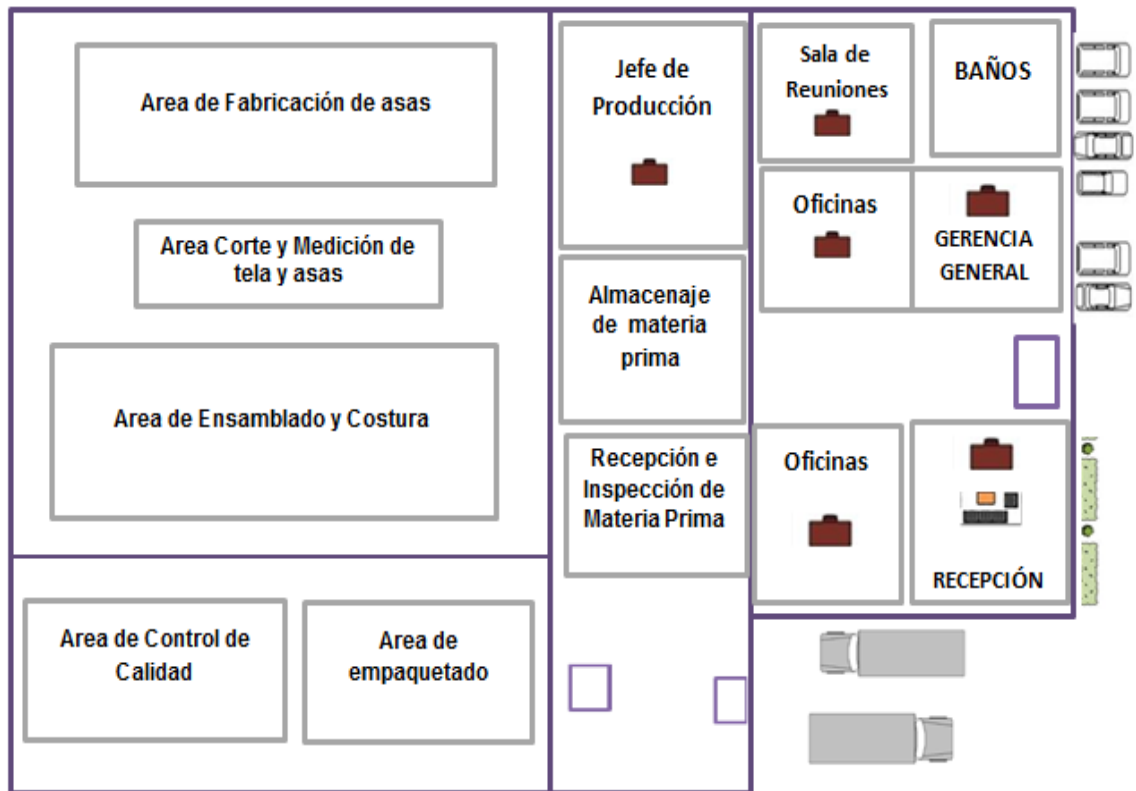 Area de Fabricación de asas
Area Corte y Medición de
tela y asas
Area de Ensamblado y Costura
Area de Control de
Calidad
Area de
empaquetado
Jefe de
Producción
Almacenaje
de materia
prima
Recepción e
Inspección de
Materia Prima
Sala de
Reuniones
BAÑOS
Oficinas
GERENCIA
GENERAL
Oficinas
RECEPCIÓN